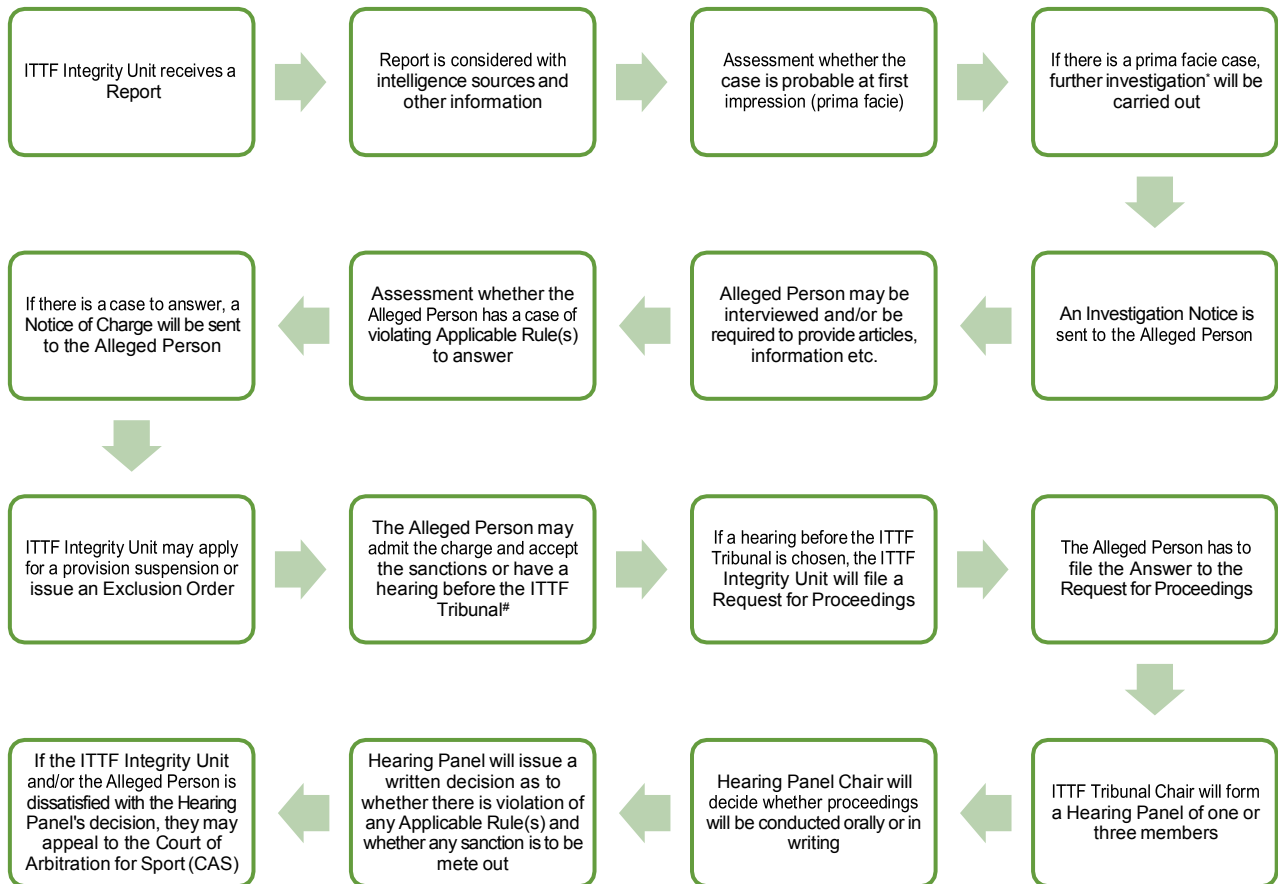 ITTF Integrity Unit receives a
Report
Report is considered with
intelligence sources and
other information
Assessment whether the
case is probable at first
impression (prima facie)
If there is a prima facie case,
further investigation* will be
carried out
An Investigation Notice is
sent to the Alleged Person
Alleged Person may be
interviewed and/or be
required to provide articles,
information etc.
Assessment whether the
Alleged Person has a case of
violating Applicable Rule(s)
to answer
If there is a case to answer, a
Notice of Charge will be sent
to the Alleged Person
ITTF Integrity Unit may apply
for a provision suspension or
issue an Exclusion Order
The Alleged Person may
admit the charge and accept
the sanctions or have a
hearing before the ITTF
Tribunal#
If a hearing before the ITTF
Tribunal is chosen, the ITTF
Integrity Unit will file a
Request for Proceedings
The Alleged Person has to
file the Answer to the
Request for Proceedings
ITTF Tribunal Chair will form
a Hearing Panel of one or
three members
Hearing Panel Chair will
decide whether proceedings
will be conducted orally or in
writing
Hearing Panel will issue a
written decision as to
whether there is violation of
any Applicable Rule(s) and
whether any sanction is to be
mete out
If the ITTF Integrity Unit
and/or the Alleged Person is
dissatisfied with the Hearing
Panel's decision, they may
appeal to the Court of
Arbitration for Sport (CAS)